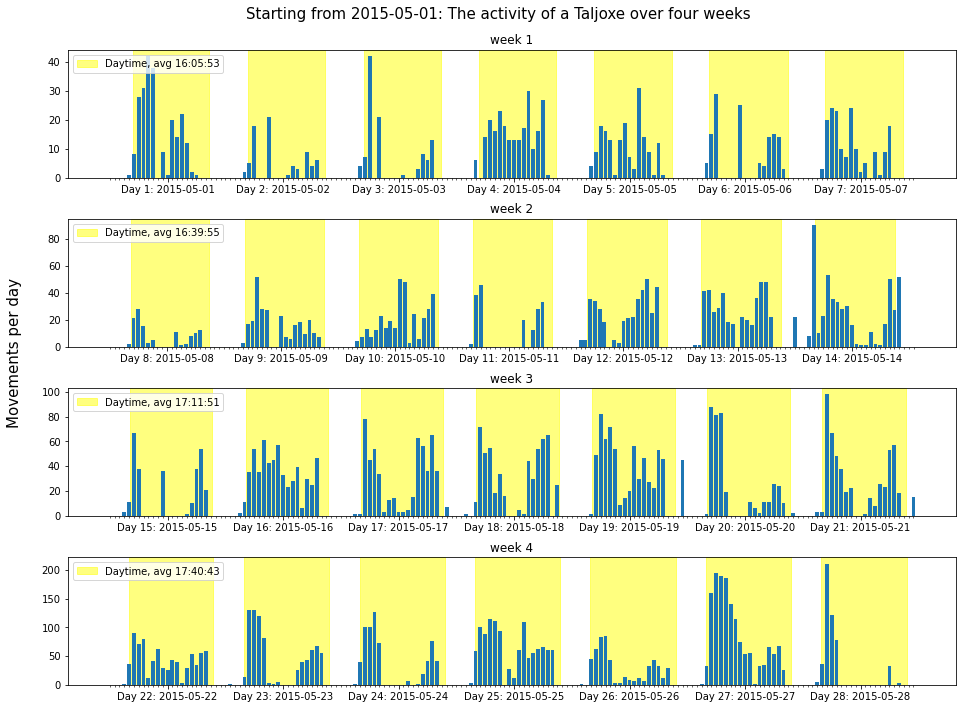 Starting from 2015-05-01: The activity of a Taljoxe over four weeks
Movements per day
week 1
Daytime, avg 16:05:53
40
30
20
10
0
Day 1: 2015-05-01 Day 2: 2015-05-02 Day 3: 2015-05-03 Day 4: 2015-05-04 Day 5: 2015-05-05 Day 6: 2015-05-06 Day 7: 2015-05-07
week 2
Daytime, avg 16:39:55
80
60
40
20
0
Day 8: 2015-05-08 Day 9: 2015-05-09 Day 10: 2015-05-10 Day 11: 2015-05-11 Day 12: 2015-05-12 Day 13: 2015-05-13 Day 14: 2015-05-14
week 3
Daytime, avg 17:11:51
100
80
60
40
20
0
Day 15: 2015-05-15 Day 16: 2015-05-16 Day 17: 2015-05-17 Day 18: 2015-05-18 Day 19: 2015-05-19 Day 20: 2015-05-20 Day 21: 2015-05-21
week 4
Daytime, avg 17:40:43
200
150
100
50
0
Day 22: 2015-05-22 Day 23: 2015-05-23 Day 24: 2015-05-24 Day 25: 2015-05-25 Day 26: 2015-05-26 Day 27: 2015-05-27 Day 28: 2015-05-28